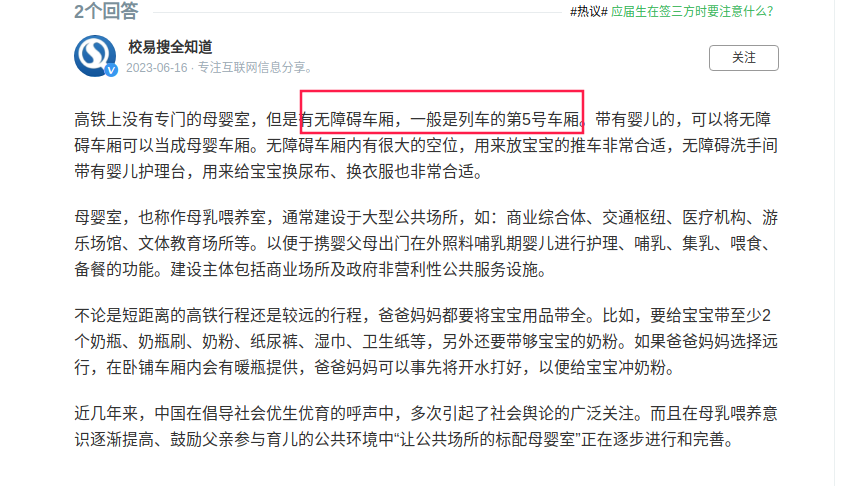 2个回答
#热议# 应届生在签三方时要注意什么？
校易搜全知道
关注
2023-06-16 · 专注互联网信息分享。
高铁上没有专门的母婴室，但是有无障碍车厢，一般是列车的第5号车厢。带有婴儿的，可以将无障
碍车厢可以当成母婴车厢。无障碍车厢内有很大的空位，用来放宝宝的推车非常合适，无障碍洗手间
带有婴儿护理台，用来给宝宝换尿布、换衣服也非常合适。
母婴室，也称作母乳喂养室，通常建设于大型公共场所，如：商业综合体、交通枢纽、医疗机构、游
乐场馆、文体教育场所等。以便于携婴父母出门在外照料哺乳期婴儿进行护理、哺乳、集乳、喂食、
备餐的功能。建设主体包括商业场所及政府非营利性公共服务设施。
不论是短距离的高铁行程还是较远的行程，爸爸妈妈都要将宝宝用品带全。比如，要给宝宝带至少2
个奶瓶、奶瓶刷、奶粉、纸尿裤、湿巾、卫生纸等，另外还要带够宝宝的奶粉。如果爸爸妈妈选择远
行，在卧铺车厢内会有暖瓶提供，爸爸妈妈可以事先将开水打好，以便给宝宝冲奶粉。
近几年来，中国在倡导社会优生优育的呼声中，多次引起了社会舆论的广泛关注。而且在母乳喂养意
识逐渐提高、鼓励父亲参与育儿的公共环境中“让公共场所的标配母婴室”正在逐步进行和完善。